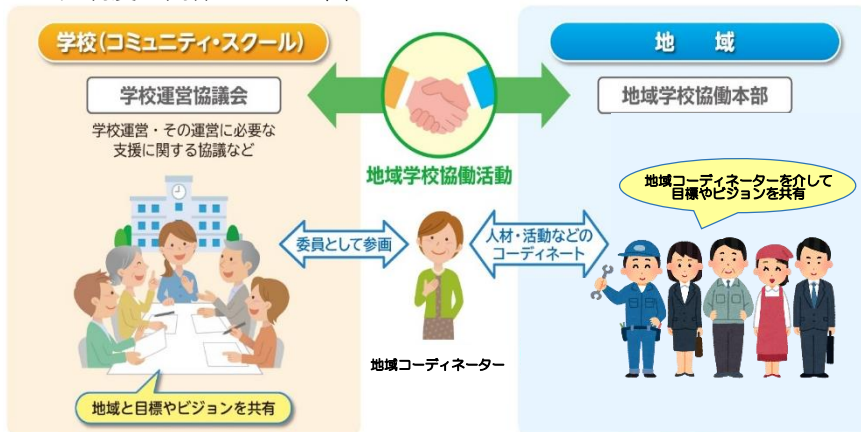 学校(コミュニティ・スクール)
学校運営協議会
学校運営・その運営に必要な
支援に関する協議など
地域学校協働活動
地　域
地域学校協働本部
地域コーディネーターを介して
目標やビジョンを共有
委員として参画
人材・活動などの
コーディネート
地域コーディネーター
地域と目標やビジョンを共有